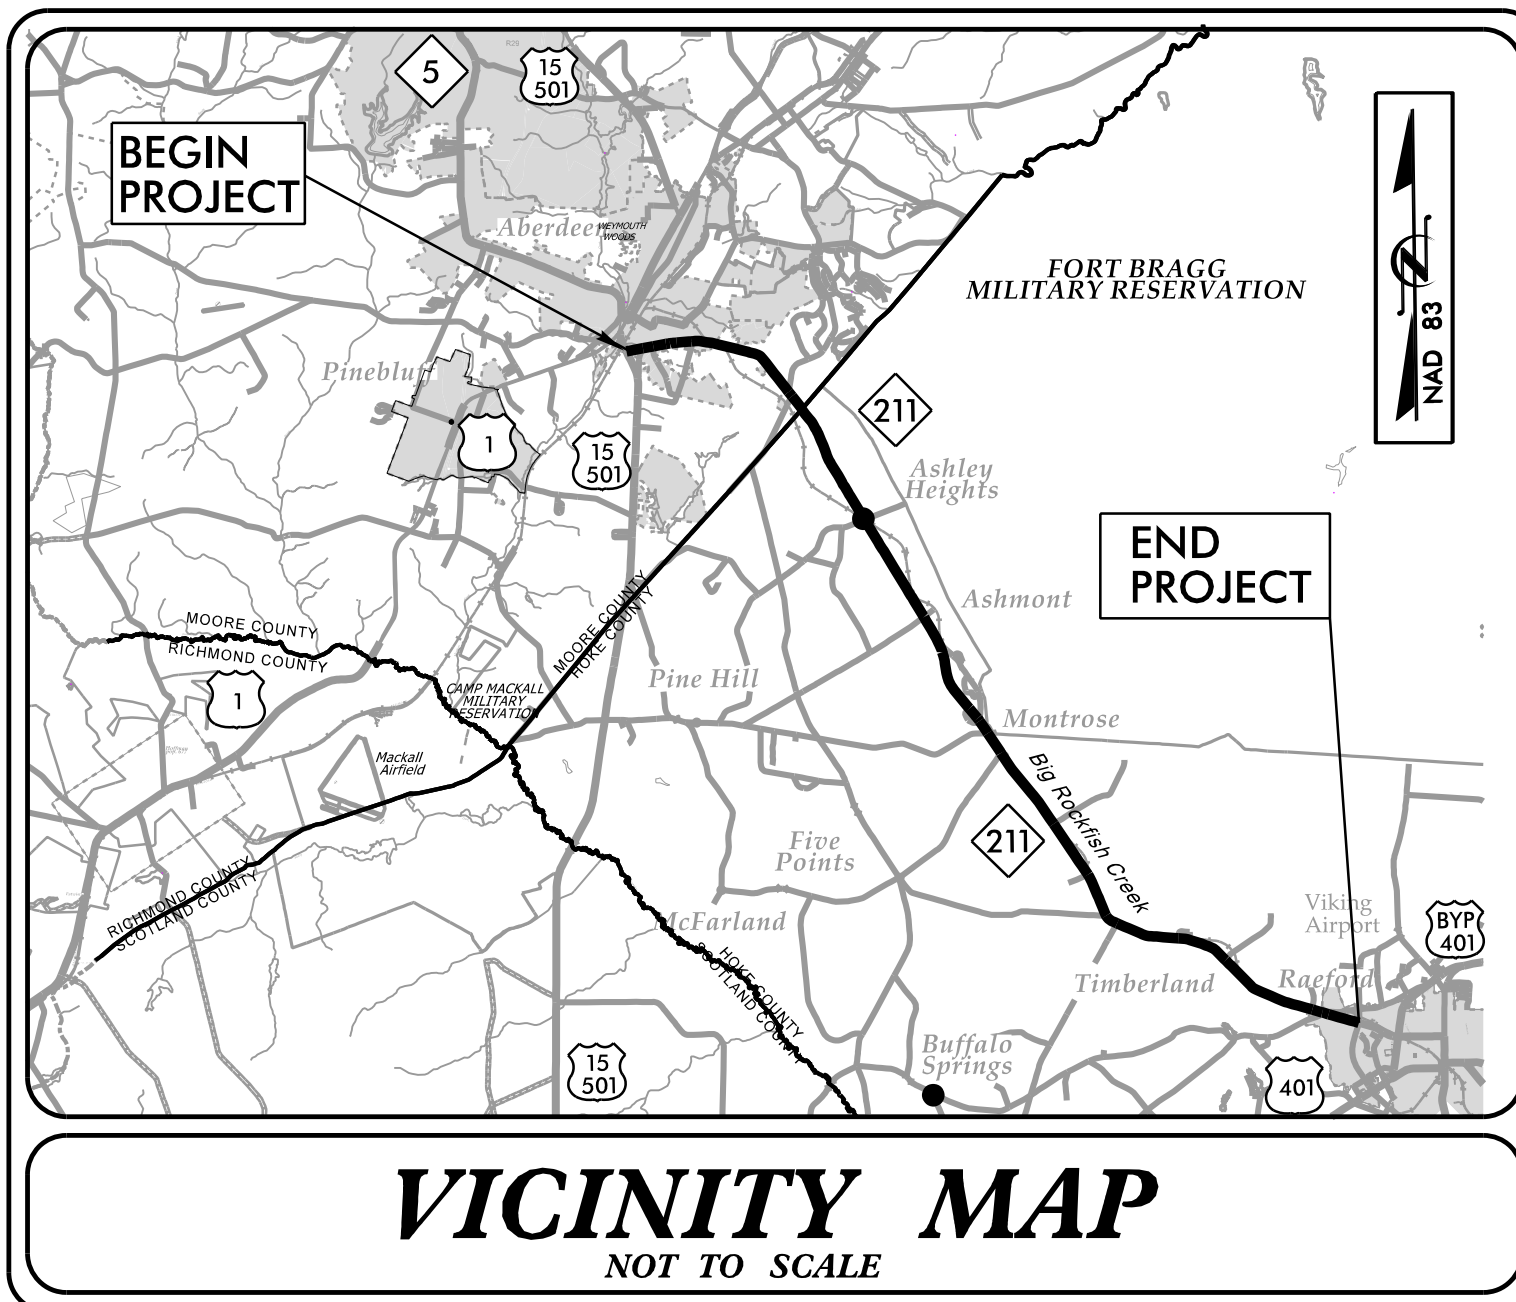 R29
5
15
501
BEGIN
PROJECT
Aberdeen
WEYMOUTH
WOODS
FORT BRAGG
MILITARY RESERVATION
NAD 83
Pinebluff
211
1
15
501
Ashley
Heights
END
PROJECT
Ashmont
MOORE COUNTY
HOKE COUNTY
MOORE COUNTY
RICHMOND COUNTY
1
CAMP MACKALL
MILITARY
RESERVATION
Pine Hill
Montrose
Mackall
Airfield
Big Rockfish Creek
211
Five
Points
RICHMOND COUNTY
SCOTLAND COUNTY
McFarland
Viking
Airport
BYP
401
HOKE COUNTY
SCOTLAND COUNTY
Timberland
Raeford
Buffalo
Springs
15
501
401
VICINITY MAP
NOT TO SCALE